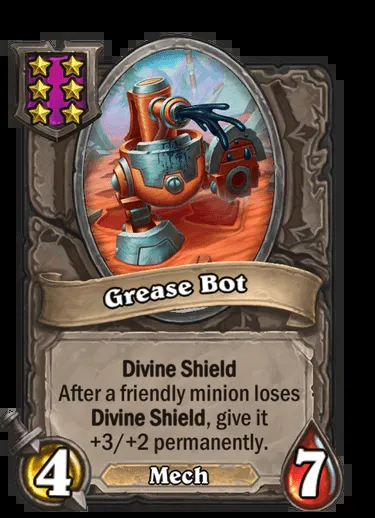 Grease Bot
Divine Shield
After a friendly minion loses
Divine Shield, give it
+3/+2 permanently.
4
Mech
7